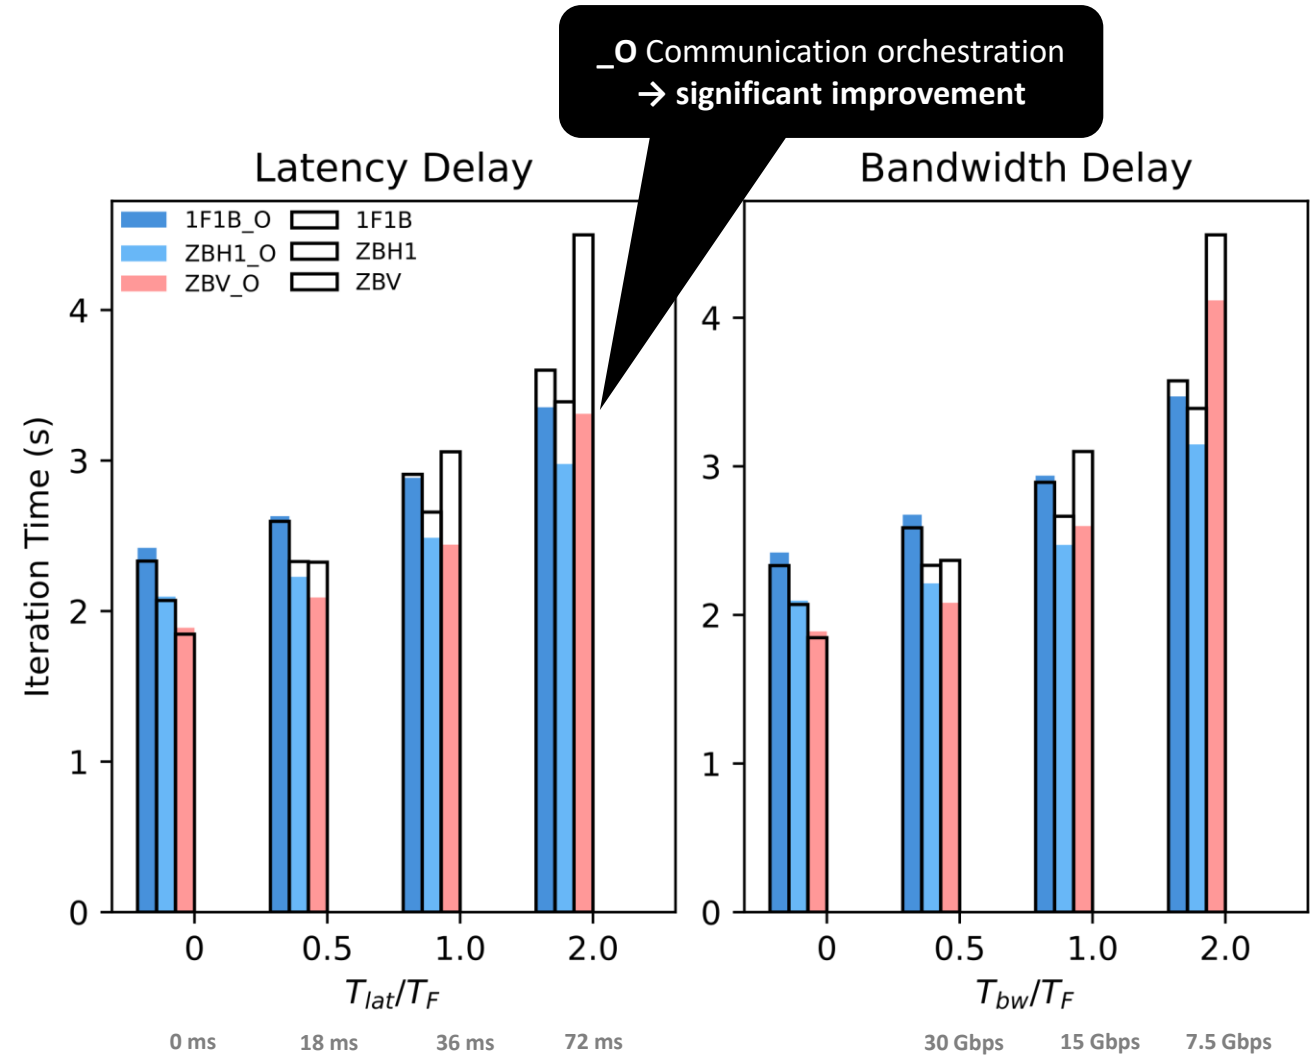 _O Communication orchestration
→ significant improvement
Latency Delay
1F1B_O 1F1B
ZBH1_O ZBH1
ZBV_O ZBV
Iteration Time (s)
4
3
2
1
0
0 0.5 1.0 2.0
T_lat/T_F
0 ms 18 ms 36 ms 72 ms
Bandwidth Delay
4
3
2
1
0
0 0.5 1.0 2.0
T_bw/T_F
30 Gbps 15 Gbps 7.5 Gbps